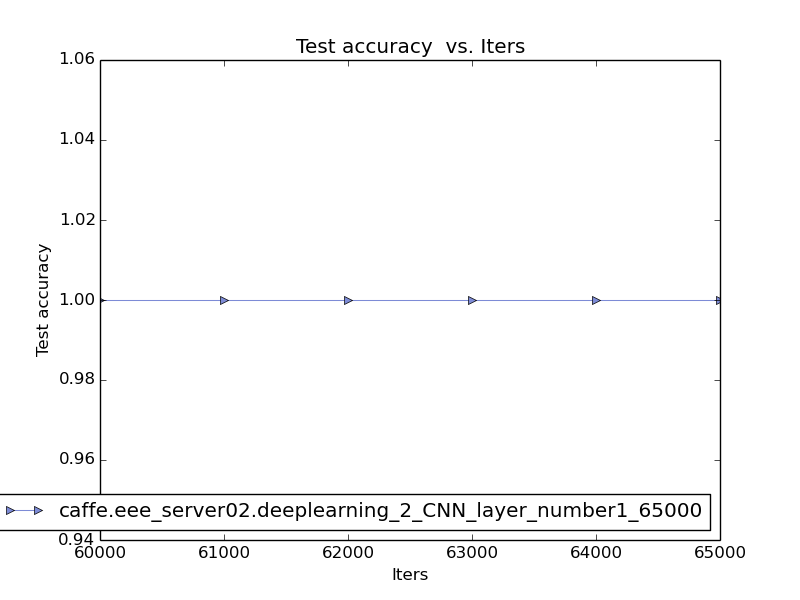 Test accuracy  vs. Iters
1.06
1.04
1.02
1.00
0.98
0.96
0.94
Test accuracy
caffe.eee_server02.deeplearning_2_CNN_layer_number1_65000
60000 61000 62000 63000 64000 65000
Iters